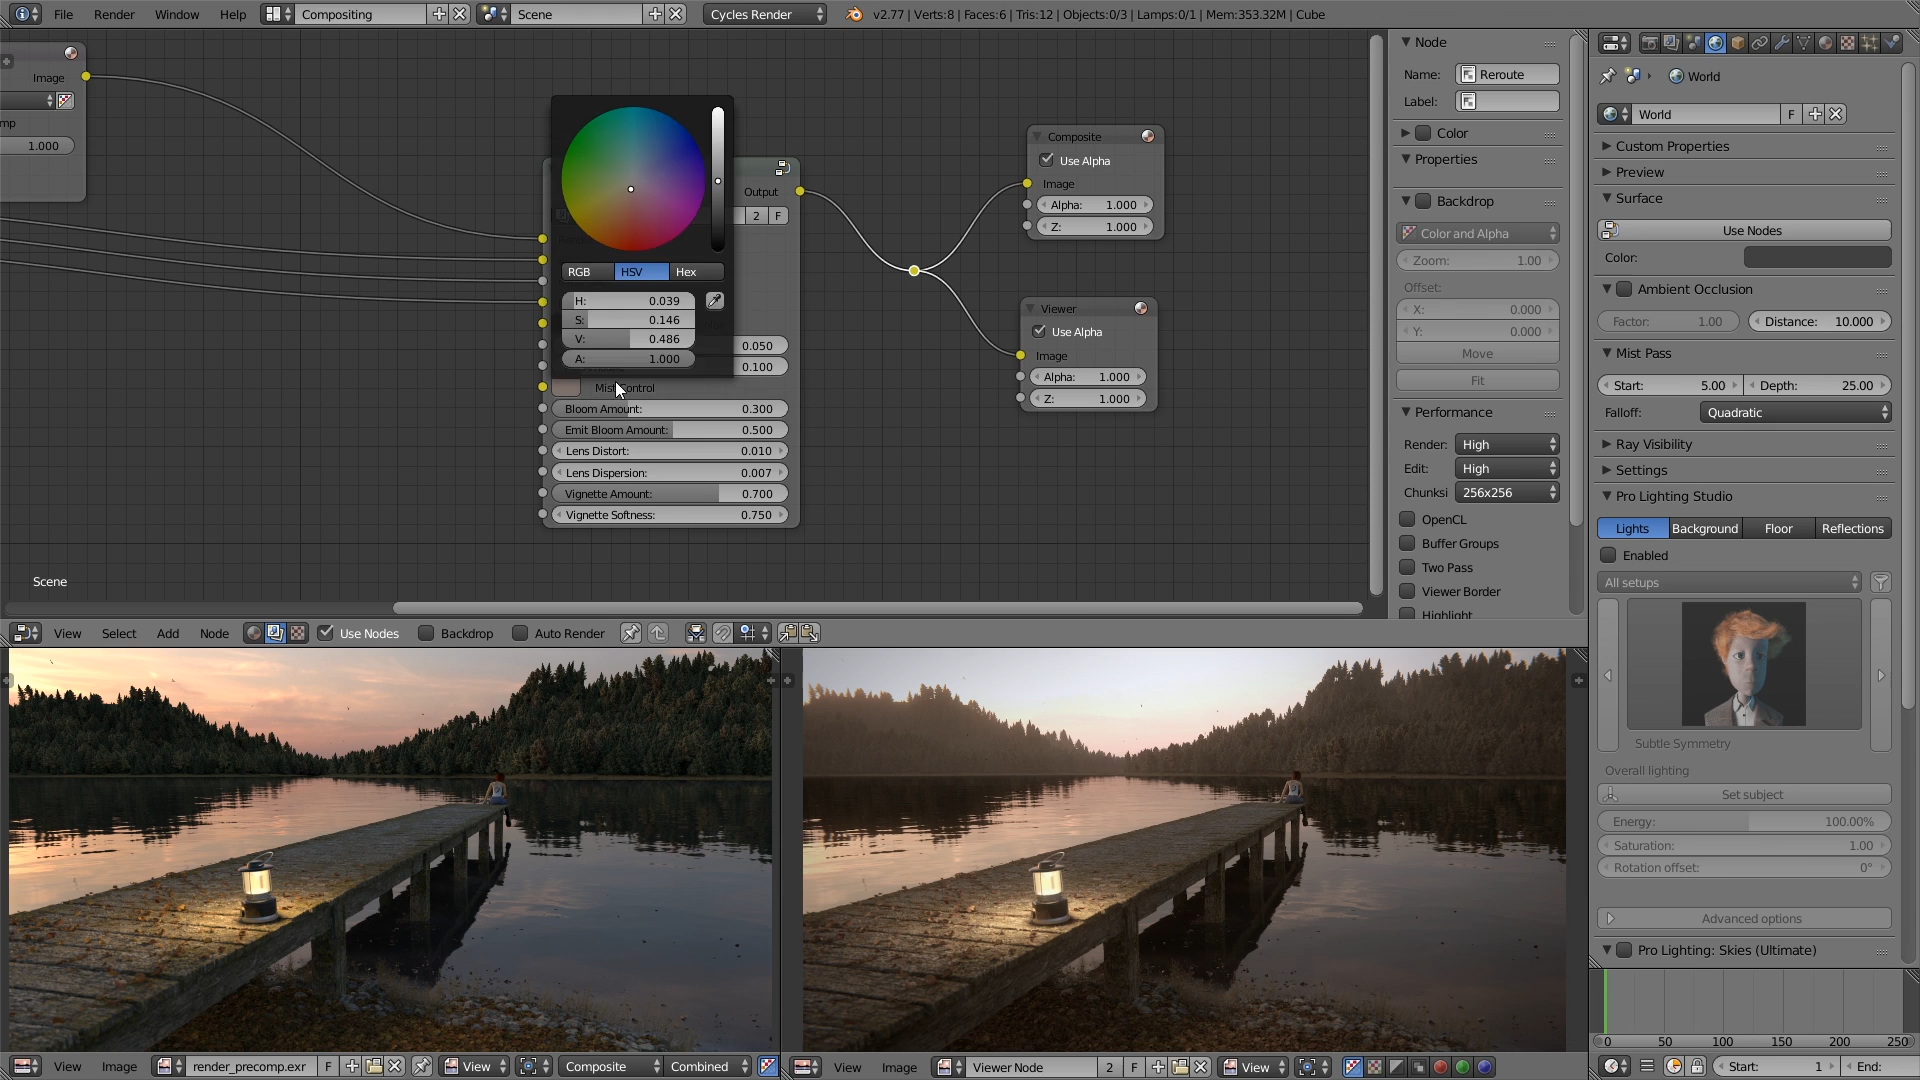 File Render Window Help Compositing Scene Cycles Render v2.77 | Verts:8 | Faces:6 | Tris:12 | Objects:0/3 | Lamps:0/1 | Mem:353.32M | Cube
Image
mp
1.000
Output
2 F
RGB HSV Hex
H: 0.039
S: 0.146
V: 0.486
A: 1.000
0.050
0.100
Bloom Amount: 0.300
Emit Bloom Amount: 0.500
Lens Distort: 0.010
Lens Dispersion: 0.007
Vignette Amount: 0.700
Vignette Softness: 0.750
Composite
Use Alpha
Image
Alpha: 1.000
Z: 1.000
Viewer
Use Alpha
Image
Alpha: 1.000
Z: 1.000
Scene
Node
Name: Reroute
Label:
Color
Properties
Backdrop
Color and Alpha
Zoom: 1.00
Offset:
X: 0.000
Y: 0.000
Move
Fit
Performance
Render: High
Edit: High
Chunksi 256x256
OpenCL
Buffer Groups
Two Pass
Viewer Border
Highlight
World
World F
Custom Properties
Preview
Surface
Use Nodes
Color:
Ambient Occlusion
Factor: 1.00 Distance: 10.000
Mist Pass
Start: 5.00 Depth: 25.00
Falloff: Quadratic
Ray Visibility
Settings
Pro Lighting Studio
Lights Background Floor Reflections
Enabled
All setups
Subtle Symmetry
Overall lighting
Set subject
Energy: 100.00%
Saturation: 1.00
Rotation offset: 0°
Advanced options
Pro Lighting: Skies (Ultimate)
0 50 100 150 200 250
Start: 1 End:
View Select Add Node Use Nodes Backdrop Auto Render
View Image render_precomp.exr F View Composite Combined
View Image Viewer Node 2 F View